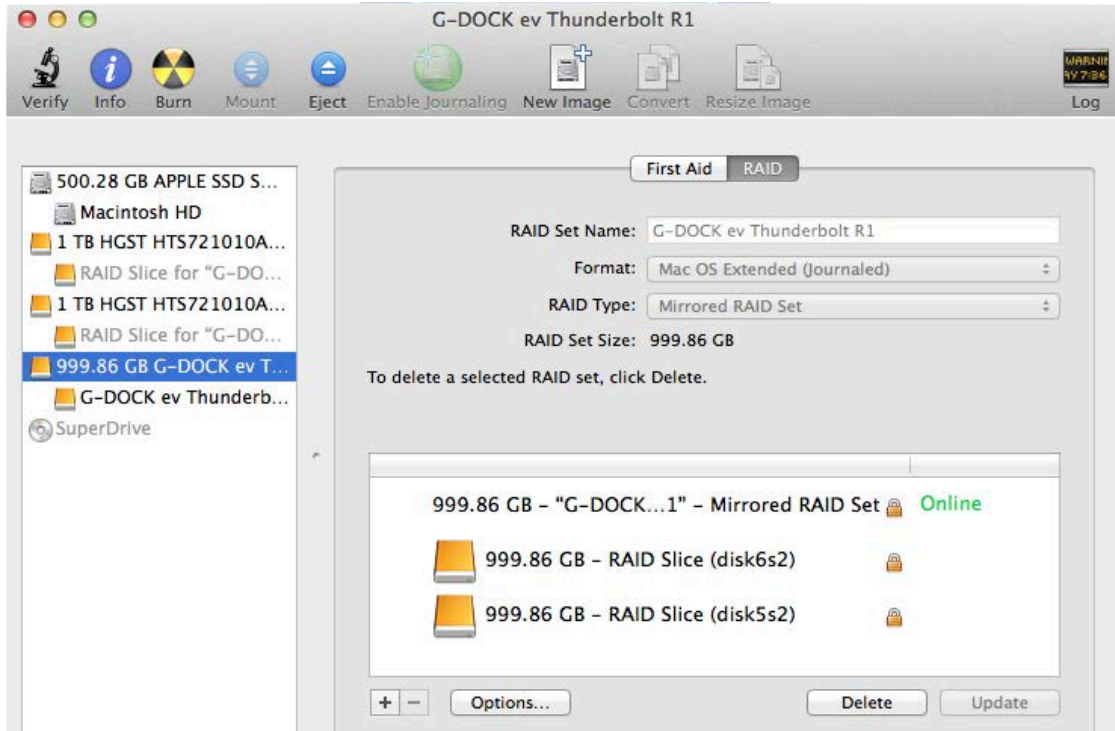 G-DOCK ev Thunderbolt R1
Verify Info Burn Mount Eject Enable Journaling New Image Convert Resize Image Log
WARNIN
AY 7:36
First Aid RAID
500.28 GB APPLE SSD S...
Macintosh HD
1 TB HGST HTS721010A...
RAID Slice for "G-DO...
1 TB HGST HTS721010A...
RAID Slice for "G-DO...
999.86 GB G-DOCK ev T...
G-DOCK ev Thunderb...
SuperDrive
RAID Set Name: G-DOCK ev Thunderbolt R1
Format: Mac OS Extended (Journaled)
RAID Type: Mirrored RAID Set
RAID Set Size: 999.86 GB
To delete a selected RAID set, click Delete.
999.86 GB – “G-DOCK...1” – Mirrored RAID Set Online
999.86 GB – RAID Slice (disk6s2)
999.86 GB – RAID Slice (disk5s2)
+ − Options... Delete Update